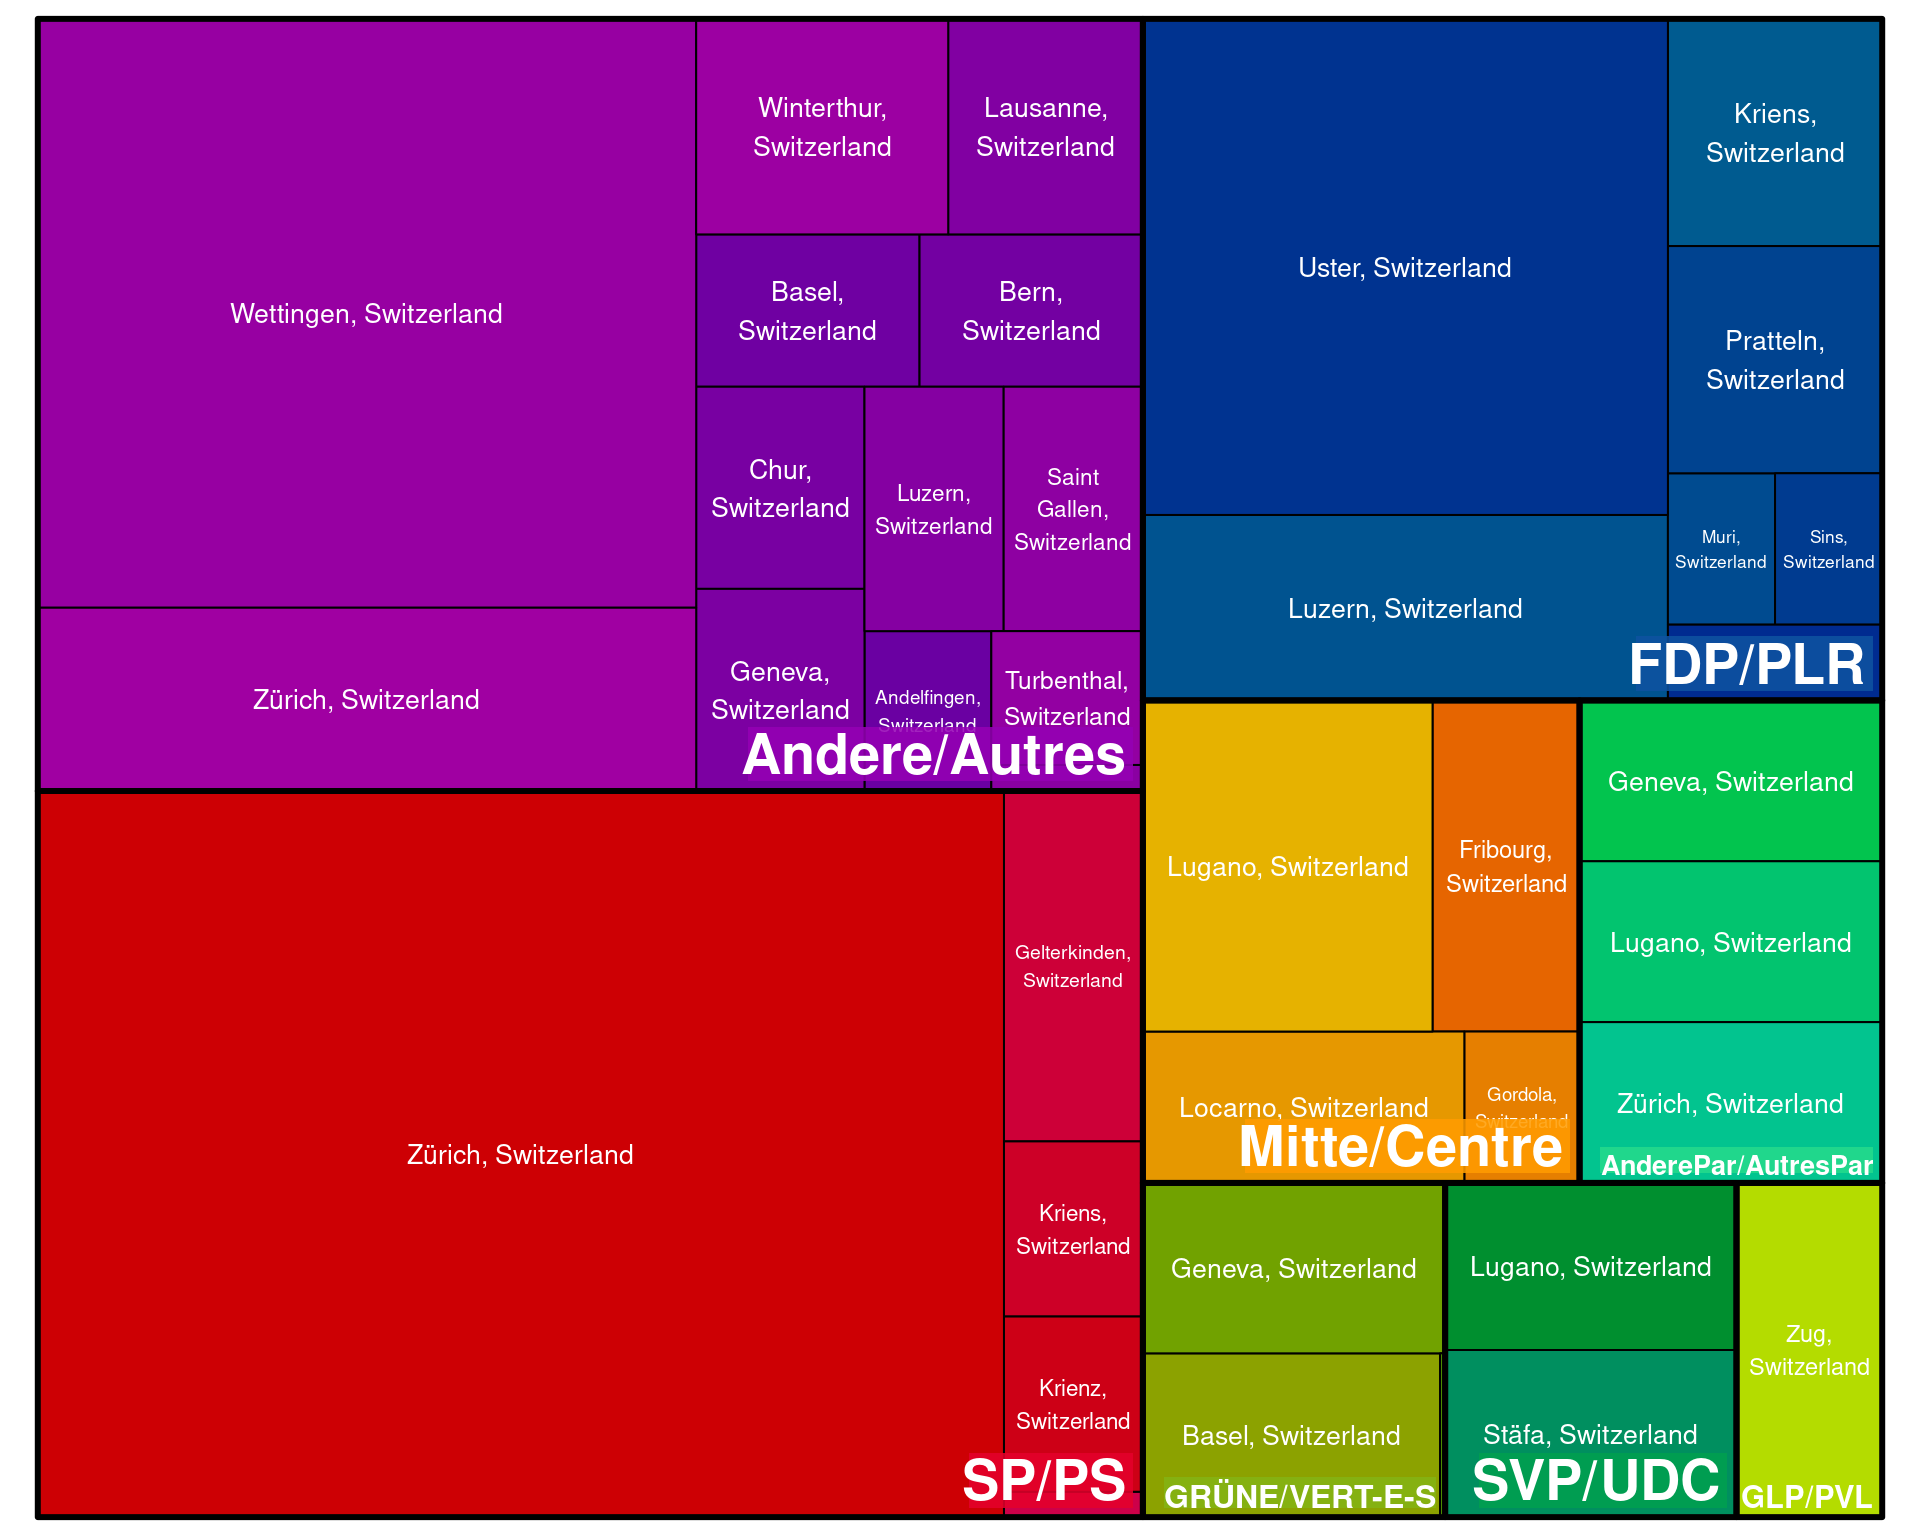 Wettingen, Switzerland
Zürich, Switzerland
Winterthur,
Switzerland
Lausanne,
Switzerland
Basel,
Switzerland
Bern,
Switzerland
Chur,
Switzerland
Luzern,
Switzerland
Saint
Gallen,
Switzerland
Geneva,
Switzerland
Andelfingen,
Switzerland
Turbenthal,
Switzerland
Andere/Autres
Zürich, Switzerland
Gelterkinden,
Switzerland
Kriens,
Switzerland
Krienz,
Switzerland
SP/PS
Uster, Switzerland
Luzern, Switzerland
Kriens,
Switzerland
Pratteln,
Switzerland
Muri,
Switzerland
Sins,
Switzerland
FDP/PLR
Lugano, Switzerland
Fribourg,
Switzerland
Locarno, Switzerland
Gordola,
Switzerland
Mitte/Centre
Geneva, Switzerland
Lugano, Switzerland
Zürich, Switzerland
AnderePar/AutresPar
Geneva, Switzerland
Basel, Switzerland
GRÜNE/VERT-E-S
Lugano, Switzerland
Stäfa, Switzerland
SVP/UDC
Zug,
Switzerland
GLP/PVL